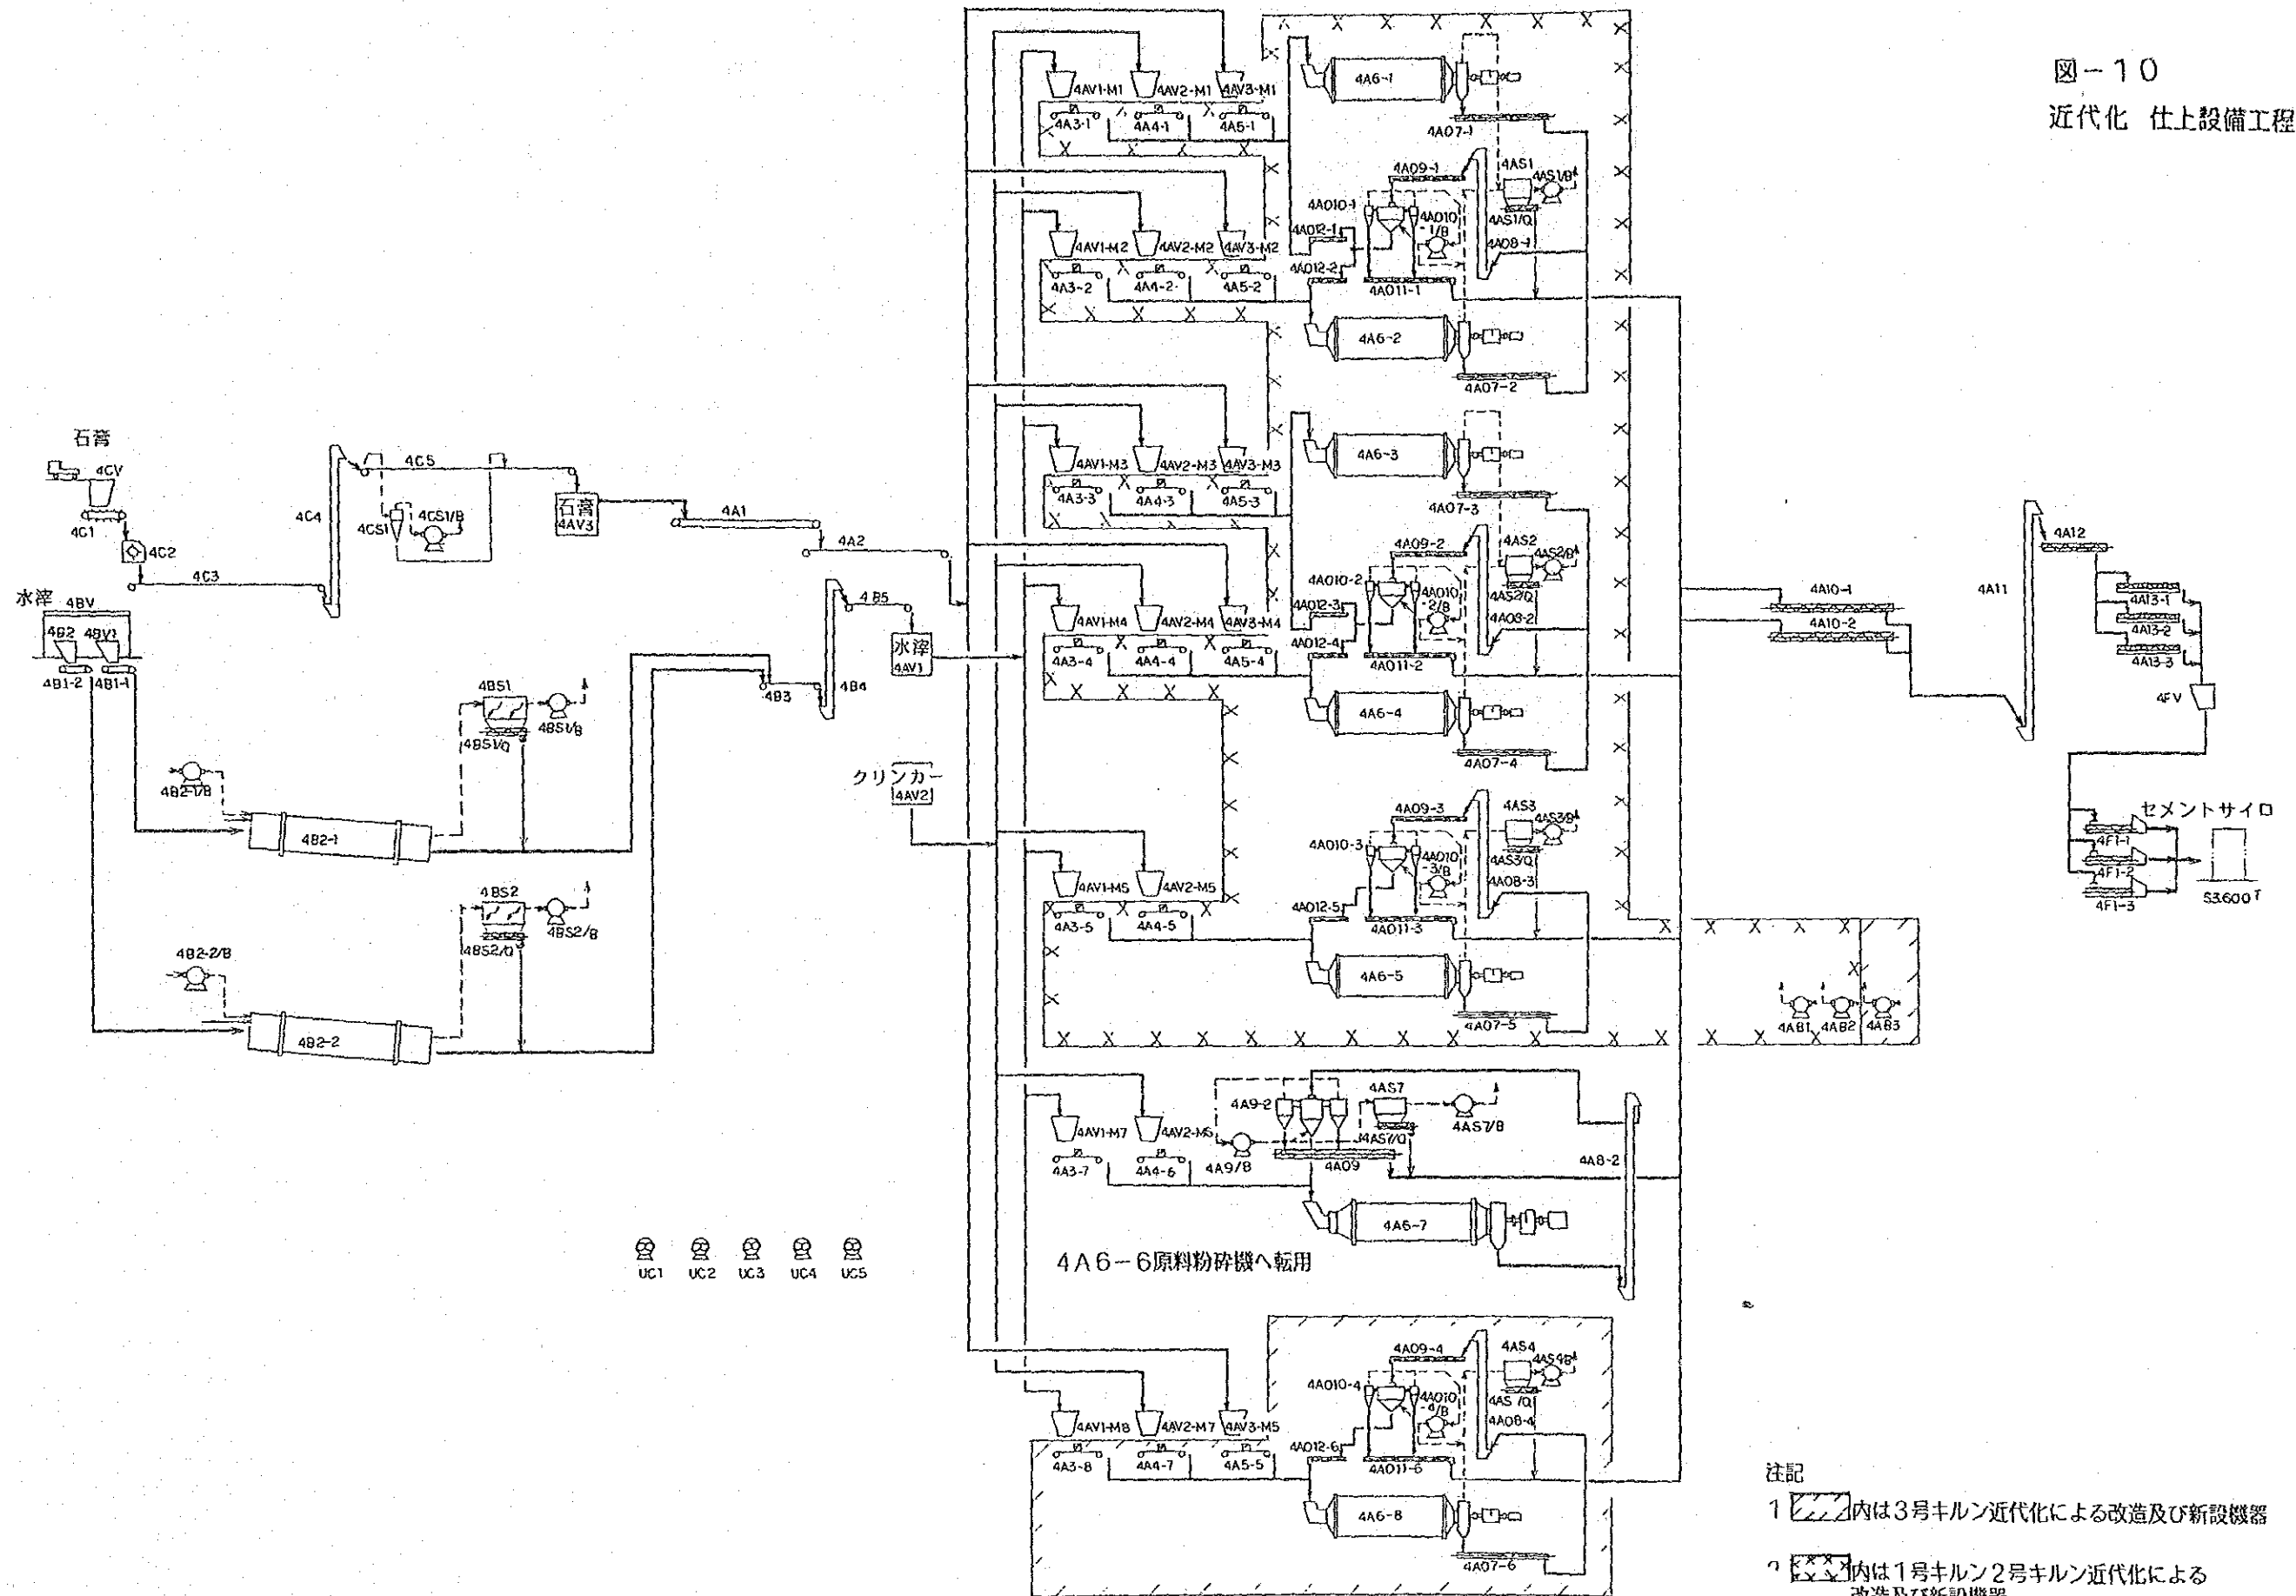 図－１０
近代化 仕上設備工程
4A6-1
4AV1-M1
4AV2-M1
4AV3-M1
4A3-1
4A4-1
4A5-1
4A07-1
4A09-1
4AS1
4AS1/B
4A010-1
4A010
-1/B
4AS1/Q
4A012-1
4A08-1
4AV1-M2
4AV2-M2
4AV3-M2
4A012-2
4A3-2
4A4-2
4A5-2
4A011-1
4A6-2
4A07-2
石膏
4CV
4C1
4C2
4C3
4C4
4C5
4CS1
4CS1/B
石膏
4AV3
4A1
4A2
4AV1-M3
4AV2-M3
4AV3-M3
4A3-3
4A4-3
4A5-3
4A6-3
4A07-3
4A09-2
4AS2
4AS2/B
4A010-2
4A010
-2/B
4AS2/Q
4A012-3
4A08-2
4AV1-M4
4AV2-M4
4AV3-M4
4A012-4
4A3-4
4A4-4
4A5-4
4A011-2
4A6-4
4A07-4
水滓
4BV
4B2
4BV1
4B1-2
4B1-1
4B3
4B4
4B5
水滓
4AV1
4BS1
4BS1/B
4BS1/Q
4B2-1/B
4B2-1
クリンカー
4AV2
4BS2
4BS2/B
4BS2/Q
4B2-2/B
4B2-2
4A09-3
4AS3
4AS3/B
4A010-3
4A010
-3/B
4AS3/Q
4A08-3
4AV1-M5
4AV2-M5
4A012-5
4A3-5
4A4-5
4A011-3
4A6-5
4A07-5
4A10-1
4A10-2
4A11
4A12
4A13-1
4A13-2
4A13-3
4FV
セメントサイロ
4F1-1
4F1-2
4F1-3
S3.600T
4AB1
4AB2
4AB3
4A9-2
4AS7
4AS7/B
4AS7/Q
4AV1-M7
4AV2-M6
4A3-7
4A4-6
4A9/B
4A09
4A8-2
4A6-7
4A6-6原料粉砕機へ転用
UC1
UC2
UC3
UC4
UC5
4A09-4
4AS4
4AS4B
4A010-4
4A010
-4/B
4AS /Q
4A08-4
4AV1-M8
4AV2-M7
4AV3-M5
4A012-6
4A3-8
4A4-7
4A5-5
4A011-6
4A6-8
4A07-6
注記
1 内は３号キルン近代化による改造及び新設機器
内は１号キルン２号キルン近代化による
改造及び新設機器